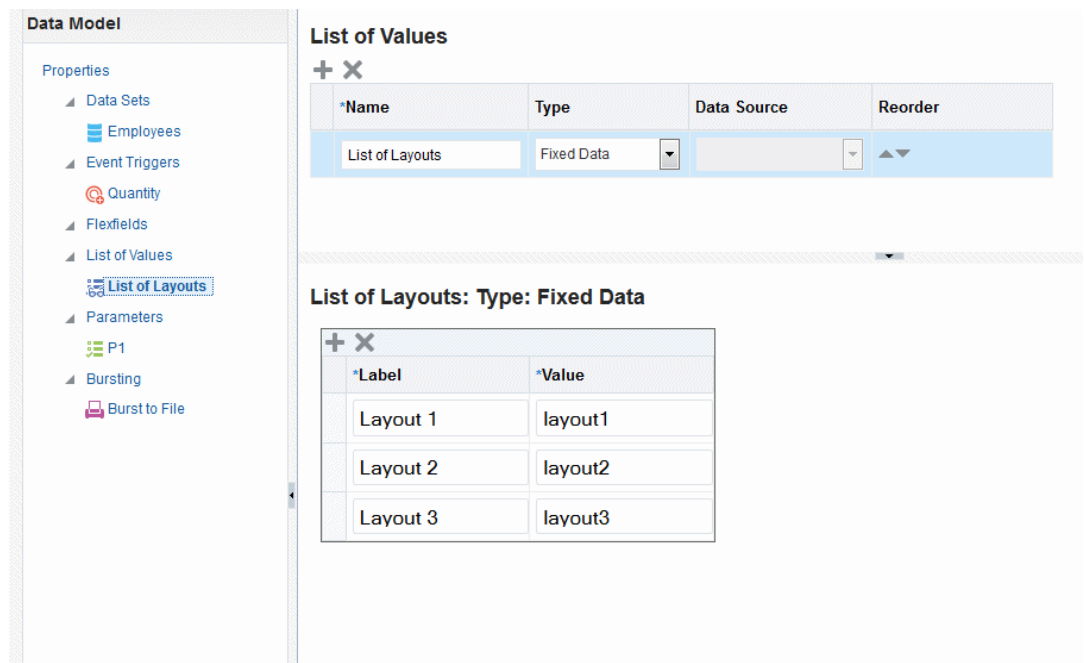 Data Model
Properties
Data Sets
Employees
Event Triggers
Quantity
Flexfields
List of Values
List of Layouts
Parameters
P1
Bursting
Burst to File
List of Values
*Name Type Data Source Reorder
List of Layouts Fixed Data
List of Layouts: Type: Fixed Data
*Label *Value
Layout 1 layout1
Layout 2 layout2
Layout 3 layout3